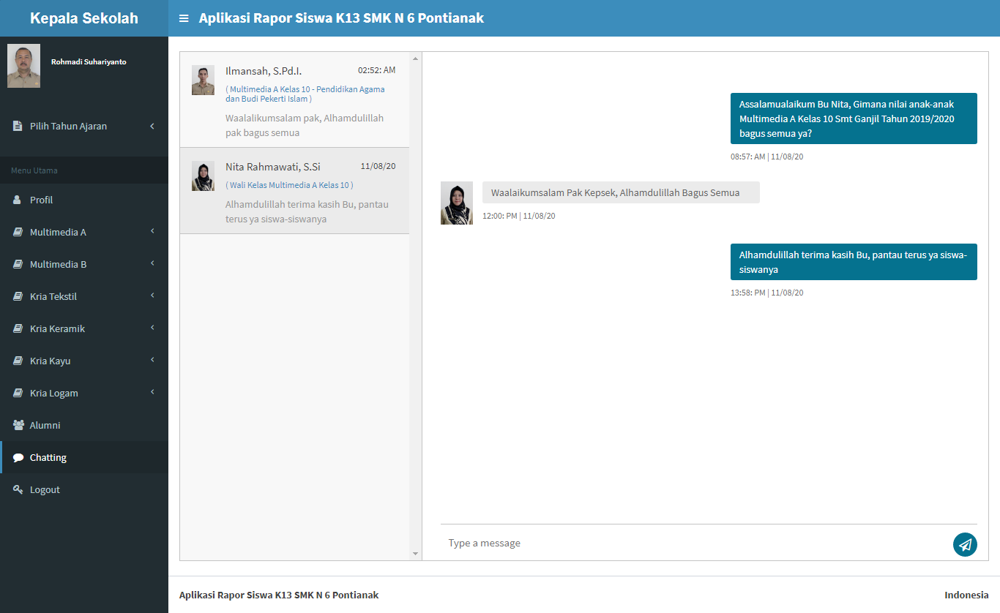 Kepala Sekolah
Aplikasi Rapor Siswa K13 SMK N 6 Pontianak
Rohmadi Suhariyanto
Pilih Tahun Ajaran
Menu Utama
Profil
Multimedia A
Multimedia B
Kria Tekstil
Kria Keramik
Kria Kayu
Kria Logam
Alumni
Chatting
Logout
Ilmansah, S.Pd.I.
02:52: AM
( Multimedia A Kelas 10 - Pendidikan Agama
dan Budi Pekerti Islam )
Waalalikumsalam pak, Alhamdulillah
pak bagus semua
Nita Rahmawati, S.Si
11/08/20
( Wali Kelas Multimedia A Kelas 10 )
Alhamdulillah terima kasih Bu, pantau
terus ya siswa-siswanya
Assalamualaikum Bu Nita, Gimana nilai anak-anak
Multimedia A Kelas 10 Smt Ganjil Tahun 2019/2020
bagus semua ya?
08:57: AM | 11/08/20
Waalaikumsalam Pak Kepsek, Alhamdulillah Bagus Semua
12:00: PM | 11/08/20
Alhamdulillah terima kasih Bu, pantau terus ya siswa-
siswanya
13:58: PM | 11/08/20
Type a message
Aplikasi Rapor Siswa K13 SMK N 6 Pontianak
Indonesia